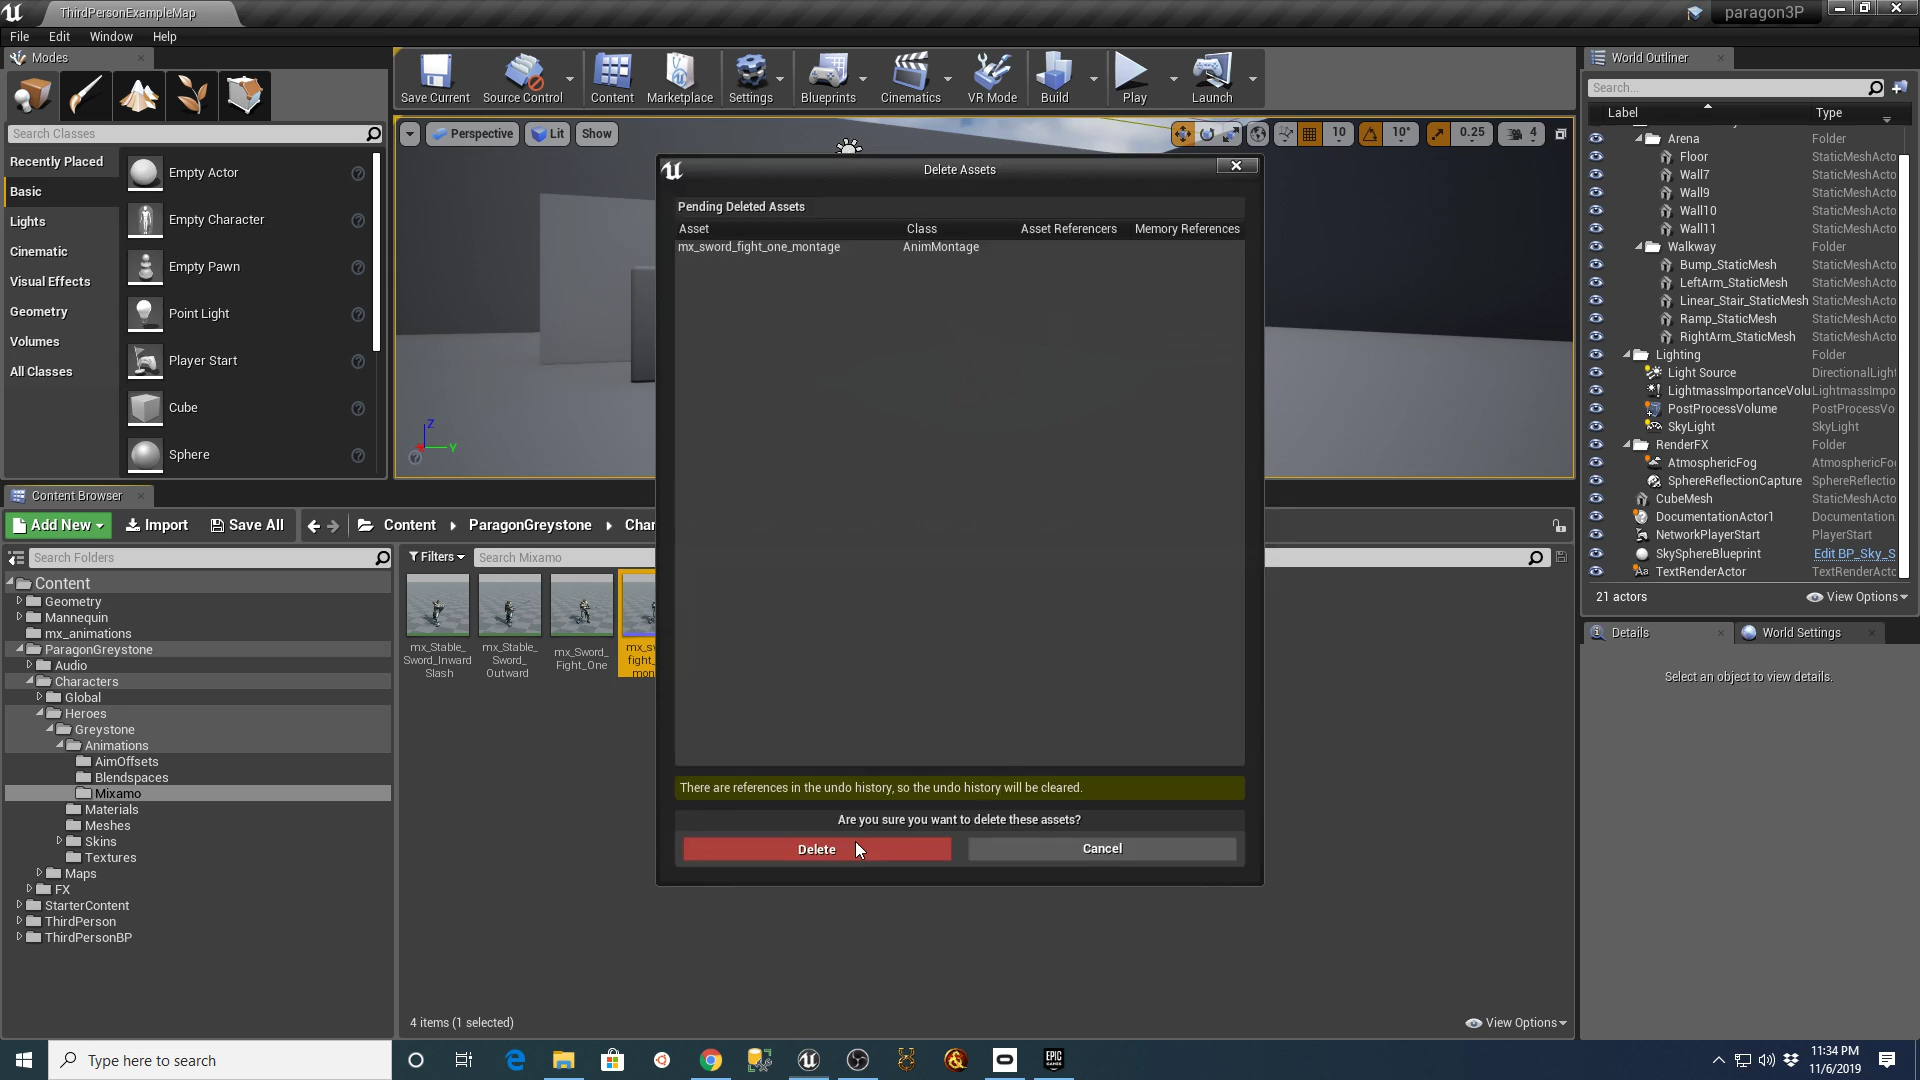 ThirdPersonExampleMap
paragon3P
File Edit Window Help
Modes
Search Classes
Recently Placed
Basic
Lights
Cinematic
Visual Effects
Geometry
Volumes
All Classes
Empty Actor
Empty Character
Empty Pawn
Point Light
Player Start
Cube
Sphere
Save Current Source Control Content Marketplace Settings Blueprints Cinematics VR Mode Build Play Launch
Perspective Lit Show
10 10° 0.25 4
Z
Y
Delete Assets
Pending Deleted Assets
Asset Class Asset Referencers Memory References
mx_sword_fight_one_montage AnimMontage
There are references in the undo history, so the undo history will be cleared.
Are you sure you want to delete these assets?
Delete Cancel
World Outliner
Search...
Label Type
Arena Folder
Floor StaticMeshActo
Wall7 StaticMeshActo
Wall9 StaticMeshActo
Wall10 StaticMeshActo
Wall11 StaticMeshActo
Walkway Folder
Bump_StaticMesh StaticMeshActo
LeftArm_StaticMesh StaticMeshActo
Linear_Stair_StaticMesh StaticMeshActo
Ramp_StaticMesh StaticMeshActo
RightArm_StaticMesh StaticMeshActo
Lighting Folder
Light Source DirectionalLight
LightmassImportanceVolu LightmassImpo
PostProcessVolume PostProcessVo
SkyLight SkyLight
RenderFX Folder
AtmosphericFog AtmosphericFog
SphereReflectionCapture SphereReflectio
CubeMesh StaticMeshActo
DocumentationActor1 Documentation
NetworkPlayerStart PlayerStart
SkySphereBlueprint Edit BP_Sky_S
TextRenderActor TextRenderActo
21 actors View Options
Details World Settings
Select an object to view details.
Content Browser
Add New Import Save All Content ParagonGreystone Char
Search Folders
Filters Search Mixamo
Content
Geometry
Mannequin
mx_animations
ParagonGreystone
Audio
Characters
Global
Heroes
Greystone
Animations
AimOffsets
Blendspaces
Mixamo
Materials
Meshes
Skins
Textures
Maps
FX
StarterContent
ThirdPerson
ThirdPersonBP
mx_Stable_
Sword_Inward
Slash
mx_Stable_
Sword_
Outward
mx_Sword_
Fight_One
mx_sw
fight_
mon
4 items (1 selected) View Options
Type here to search
EPIC
GAMES
11:34 PM
11/6/2019